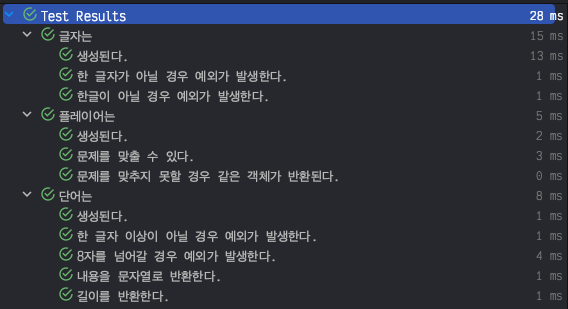 Test Results 28 ms
글자는 15 ms
생성된다. 13 ms
한 글자가 아닐 경우 예외가 발생한다. 1 ms
한글이 아닐 경우 예외가 발생한다. 1 ms
플레이어는 5 ms
생성된다. 2 ms
문제를 맞출 수 있다. 3 ms
문제를 맞추지 못할 경우 같은 객체가 반환된다. 0 ms
단어는 8 ms
생성된다. 1 ms
한 글자 이상이 아닐 경우 예외가 발생한다. 1 ms
8자를 넘어갈 경우 예외가 발생한다. 4 ms
내용을 문자열로 반환한다. 1 ms
길이를 반환한다. 1 ms